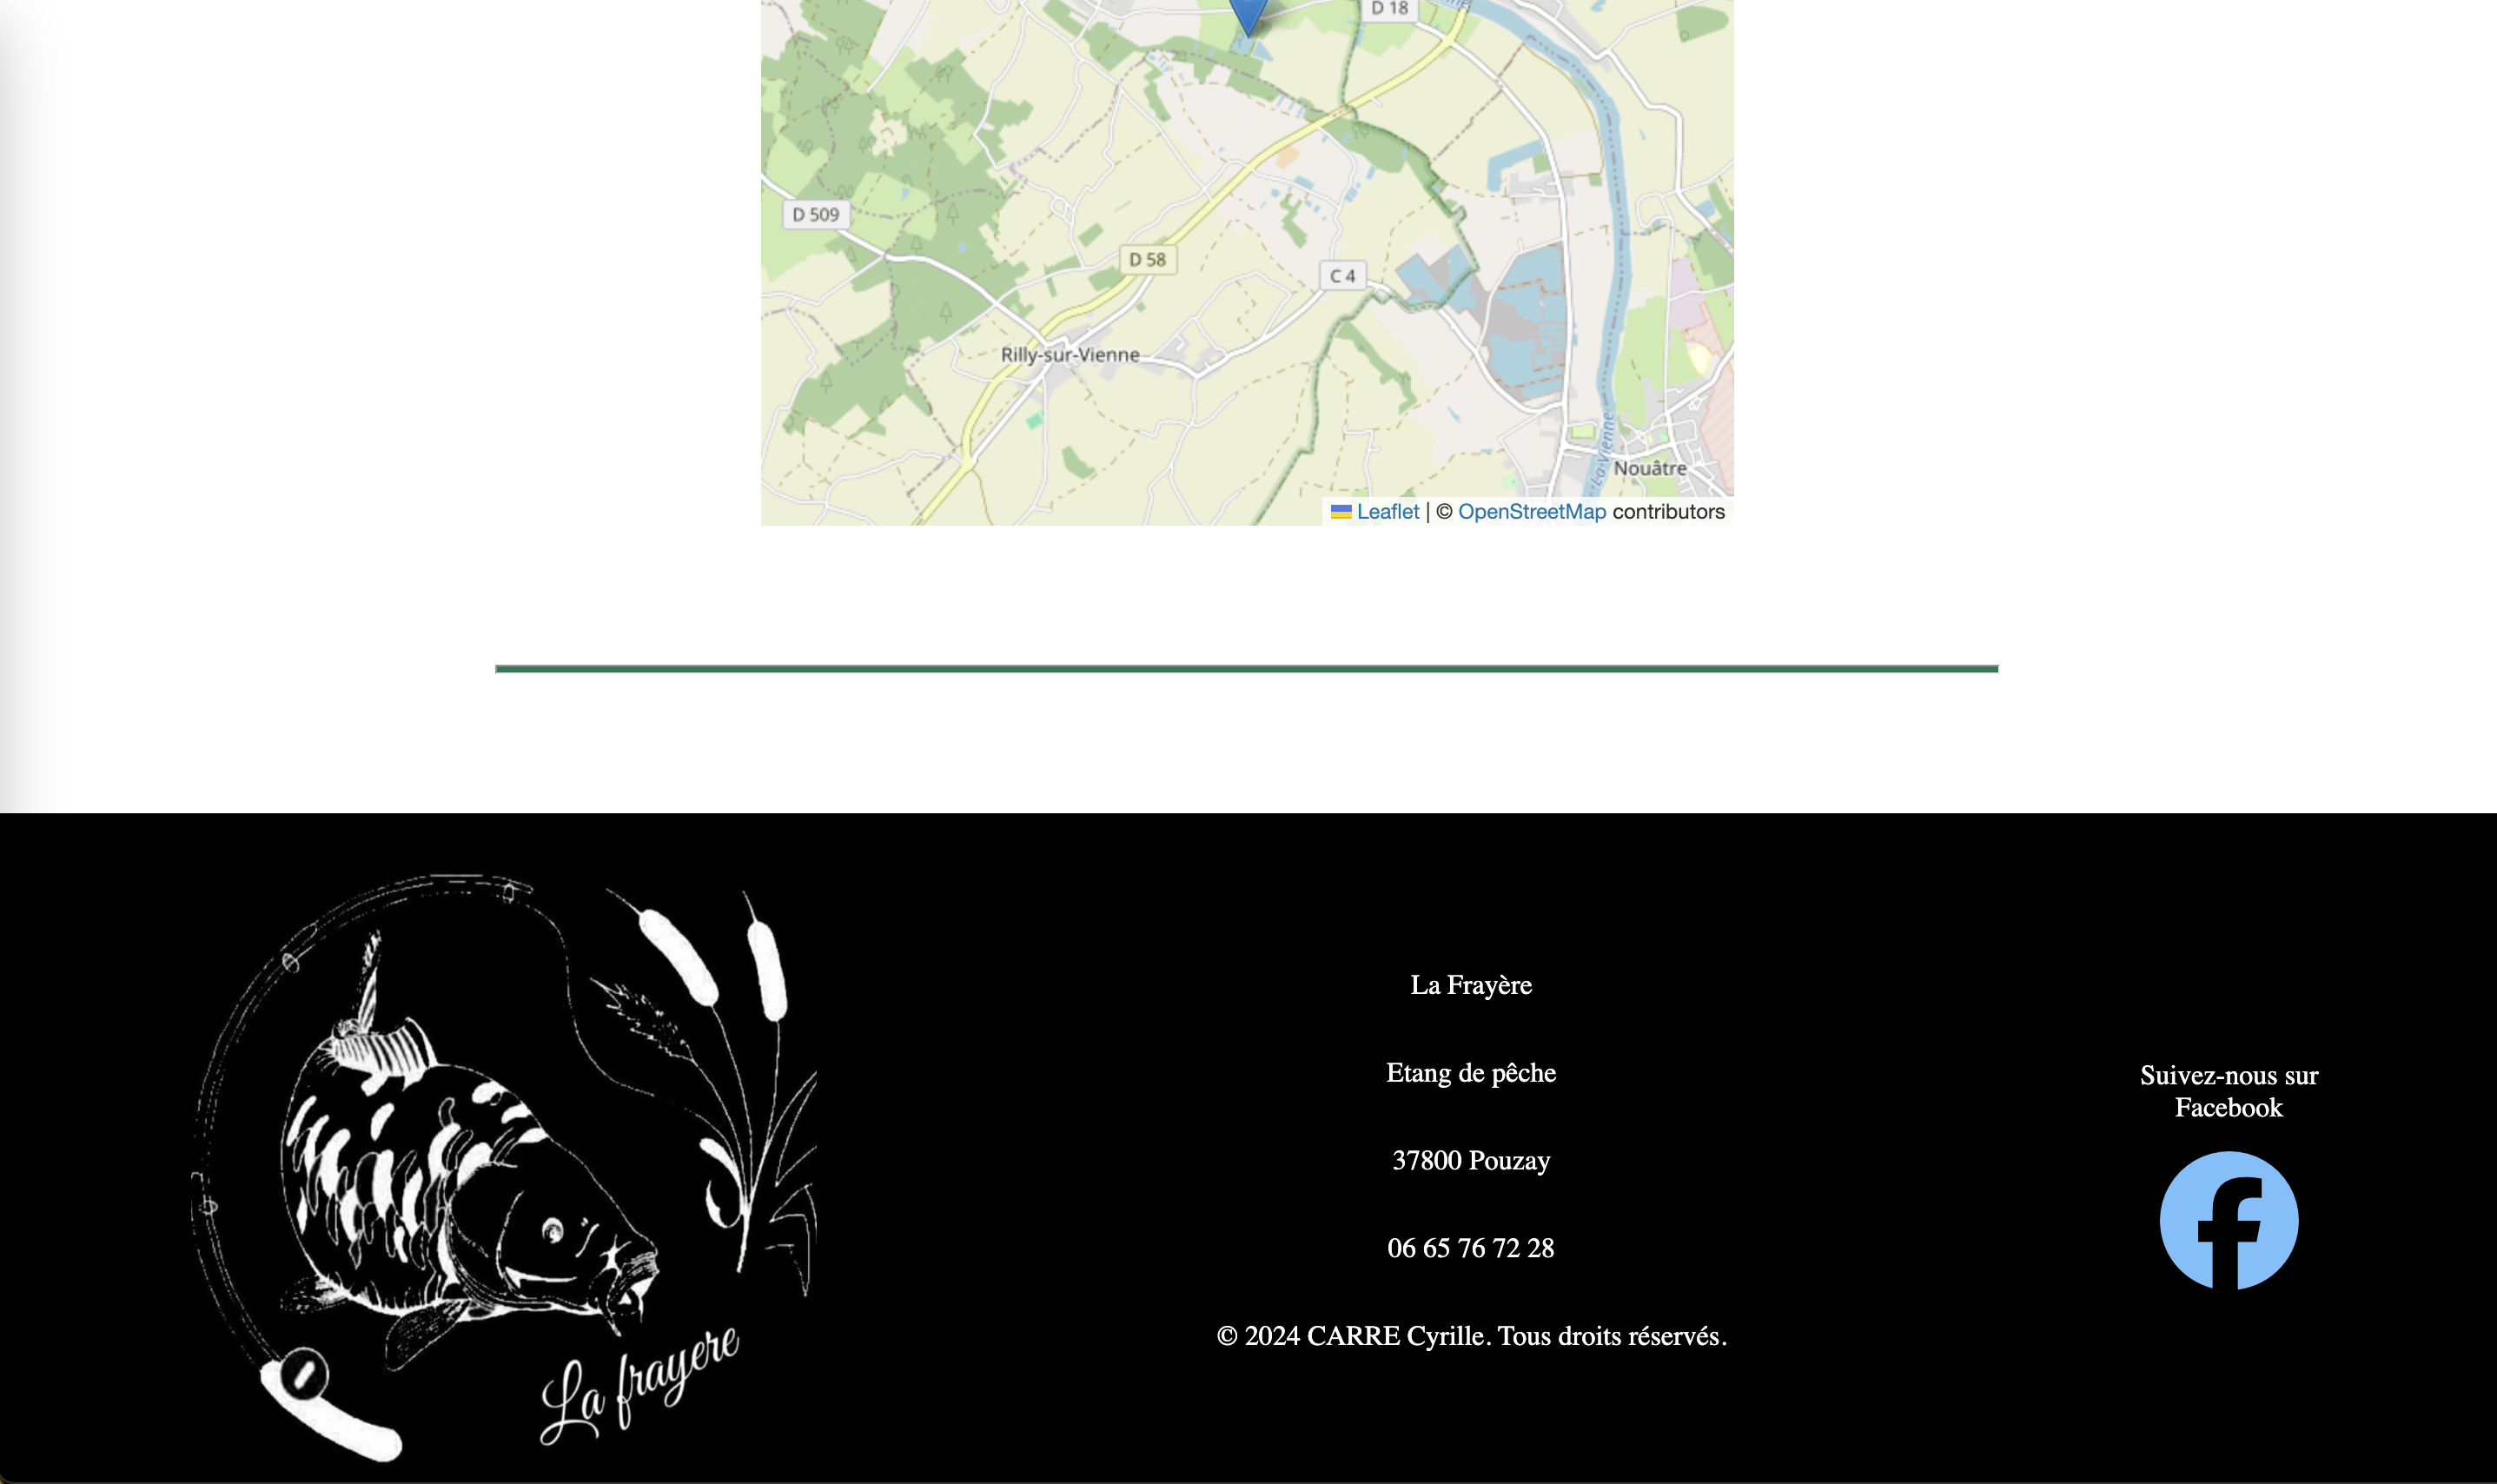 D 18
D 509
D 58
C 4
Rilly-sur-Vienne
La Vienne
Nouâtre
Leaflet | © OpenStreetMap contributors
La Frayère
Etang de pêche
Suivez-nous sur
Facebook
37800 Pouzay
06 65 76 72 28
© 2024 CARRE Cyrille. Tous droits réservés.
La frayere